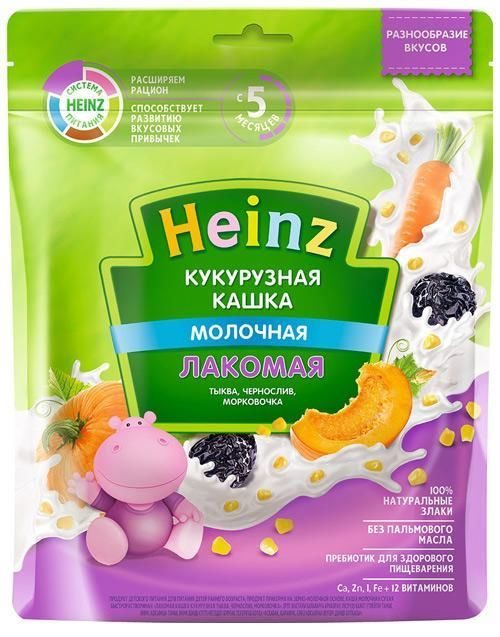 РАЗНООБРАЗИЕ
ВКУСОВ
СИСТЕМА
HEINZ
ПИТАНИЯ
РАСШИРЯЕМ
РАЦИОН
СПОСОБСТВУЕТ
РАЗВИТИЮ
ВКУСОВЫХ
ПРИВЫЧЕК
С 5
МЕСЯЦЕВ
Heinz
КУКУРУЗНАЯ
КАШКА
МОЛОЧНАЯ
ЛАКОМАЯ
ТЫКВА, ЧЕРНОСЛИВ,
МОРКОВОЧКА
100%
НАТУРАЛЬНЫЕ
ЗЛАКИ
БЕЗ ПАЛЬМОВОГО
МАСЛА
ПРЕБИОТИК ДЛЯ ЗДОРОВОГО
ПИЩЕВАРЕНИЯ
Ca, Zn, I, Fe + 12 ВИТАМИНОВ